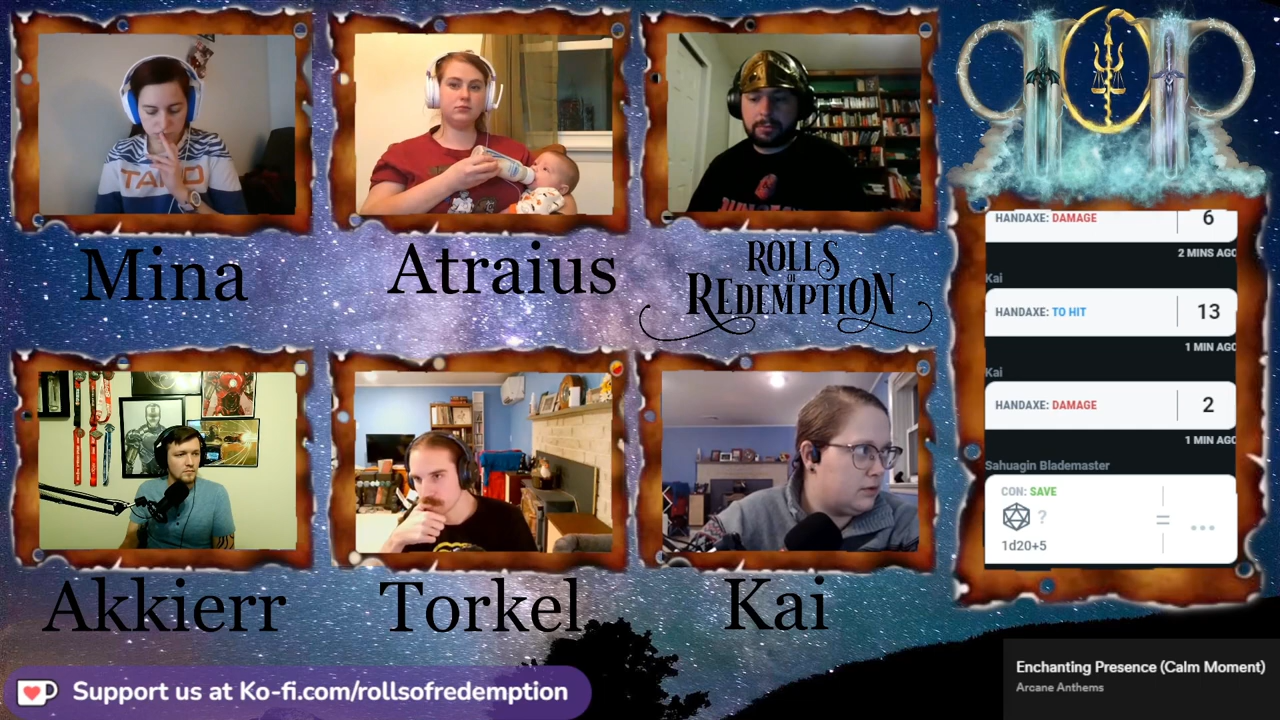 Mina
Atraius
ROLLS
OF
REDEMPTION
TAIYO
Akkierr
Torkel
Kai
HANDAXE: DAMAGE 6
2 MINS AGO
Kai
HANDAXE: TO HIT 13
1 MIN AGO
Kai
HANDAXE: DAMAGE 2
1 MIN AGO
Sahuagin Blademaster
CON: SAVE
? = ...
1d20+5
Support us at Ko-fi.com/rollsofredemption
Enchanting Presence (Calm Moment)
Arcane Anthems